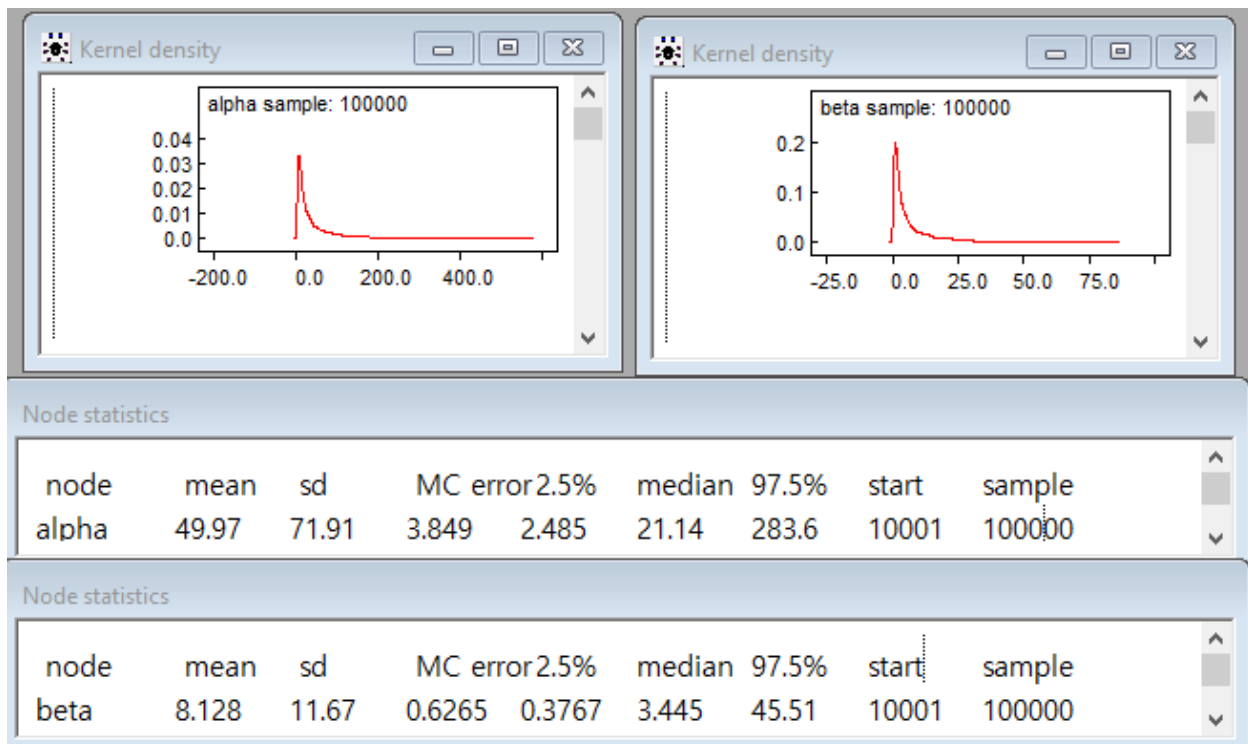 Kernel density
alpha sample: 100000
0.04
0.03
0.02
0.01
0.0
-200.0 0.0 200.0 400.0
Kernel density
beta sample: 100000
0.2
0.1
0.0
-25.0 0.0 25.0 50.0 75.0
Node statistics
node mean sd MC error 2.5% median 97.5% start sample
alpha 49.97 71.91 3.849 2.485 21.14 283.6 10001 100000
Node statistics
node mean sd MC error 2.5% median 97.5% start sample
beta 8.128 11.67 0.6265 0.3767 3.445 45.51 10001 100000